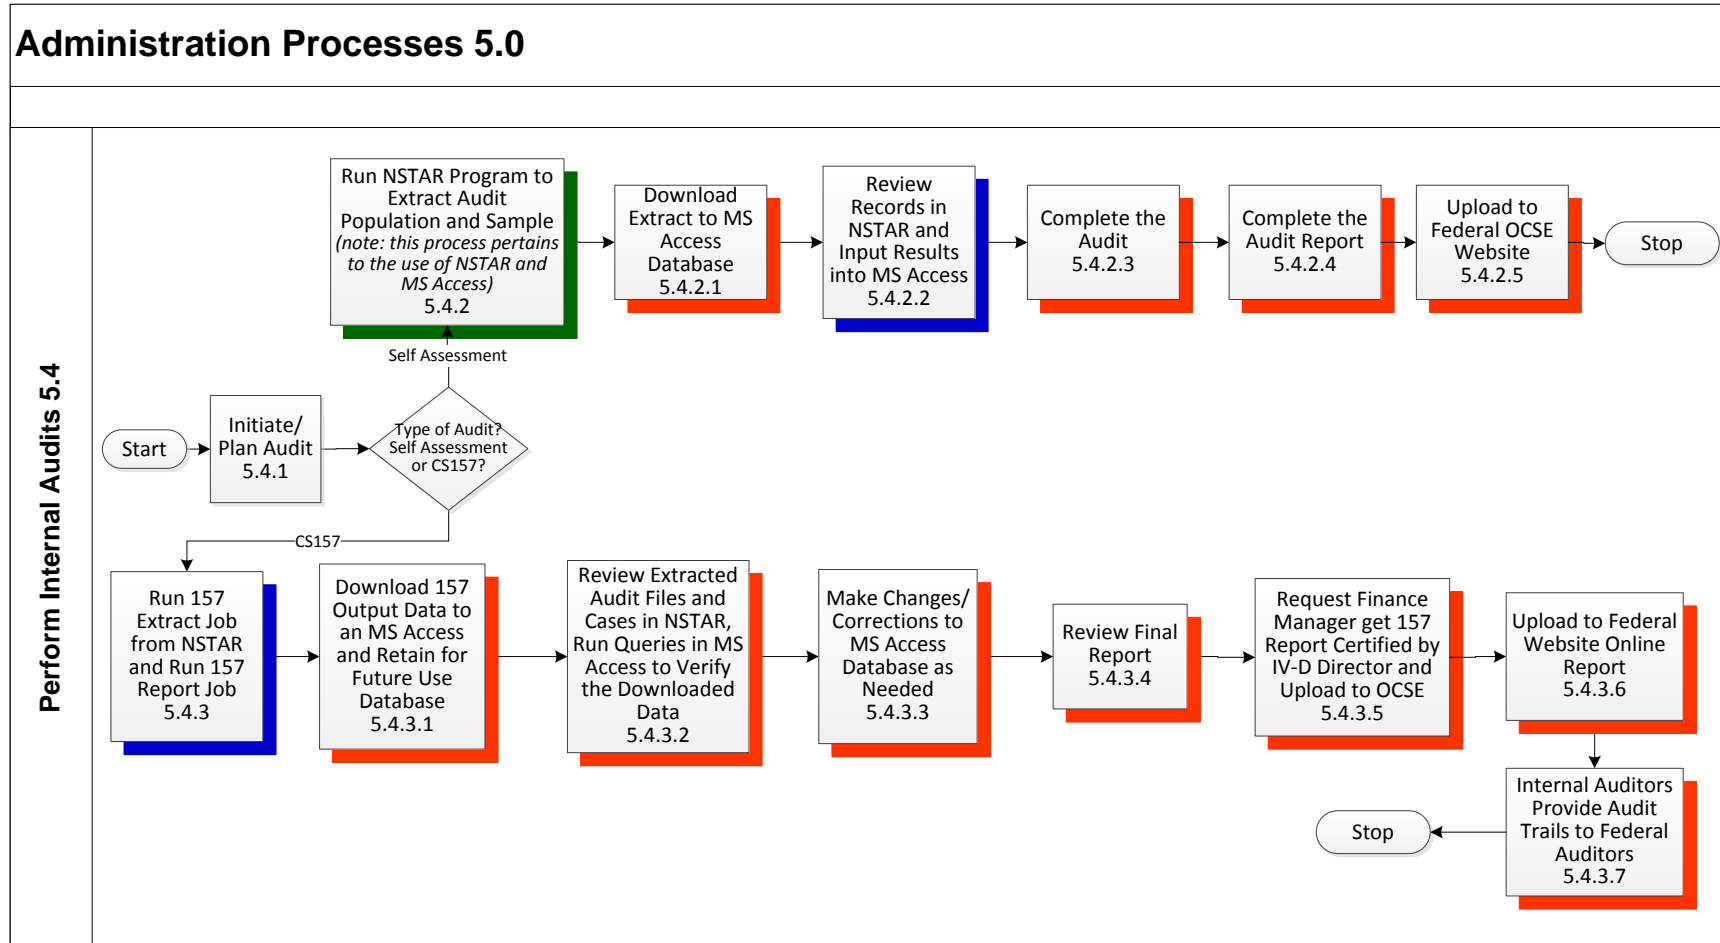 Administration Processes 5.0
Perform Internal Audits 5.4
Run NSTAR Program to
Extract Audit
Population and Sample
(note: this process pertains
to the use of NSTAR and
MS Access)
5.4.2
Download
Extract to MS
Access
Database
5.4.2.1
Review
Records in
NSTAR and
Input Results
into MS Access
5.4.2.2
Complete the
Audit
5.4.2.3
Complete the
Audit Report
5.4.2.4
Upload to
Federal OCSE
Website
5.4.2.5
Stop
Self Assessment
Start
Initiate/
Plan Audit
5.4.1
Type of Audit?
Self Assessment
or CS157?
CS157
Run 157
Extract Job
from NSTAR
and Run 157
Report Job
5.4.3
Download 157
Output Data to
an MS Access
and Retain for
Future Use
Database
5.4.3.1
Review Extracted
Audit Files and
Cases in NSTAR,
Run Queries in MS
Access to Verify
the Downloaded
Data
5.4.3.2
Make Changes/
Corrections to
MS Access
Database as
Needed
5.4.3.3
Review Final
Report
5.4.3.4
Request Finance
Manager get 157
Report Certified by
IV-D Director and
Upload to OCSE
5.4.3.5
Upload to Federal
Website Online
Report
5.4.3.6
Internal Auditors
Provide Audit
Trails to Federal
Auditors
5.4.3.7
Stop